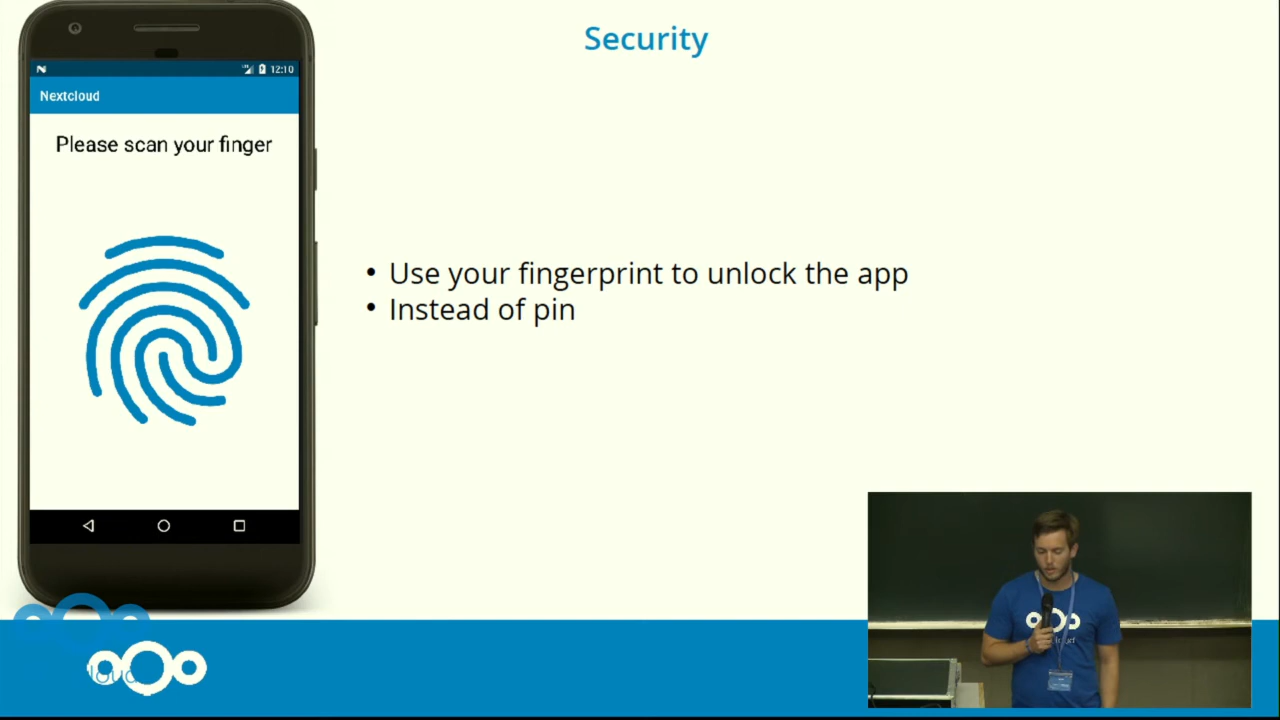 Security
12:10
Nextcloud
Please scan your finger
• Use your fingerprint to unlock the app
• Instead of pin